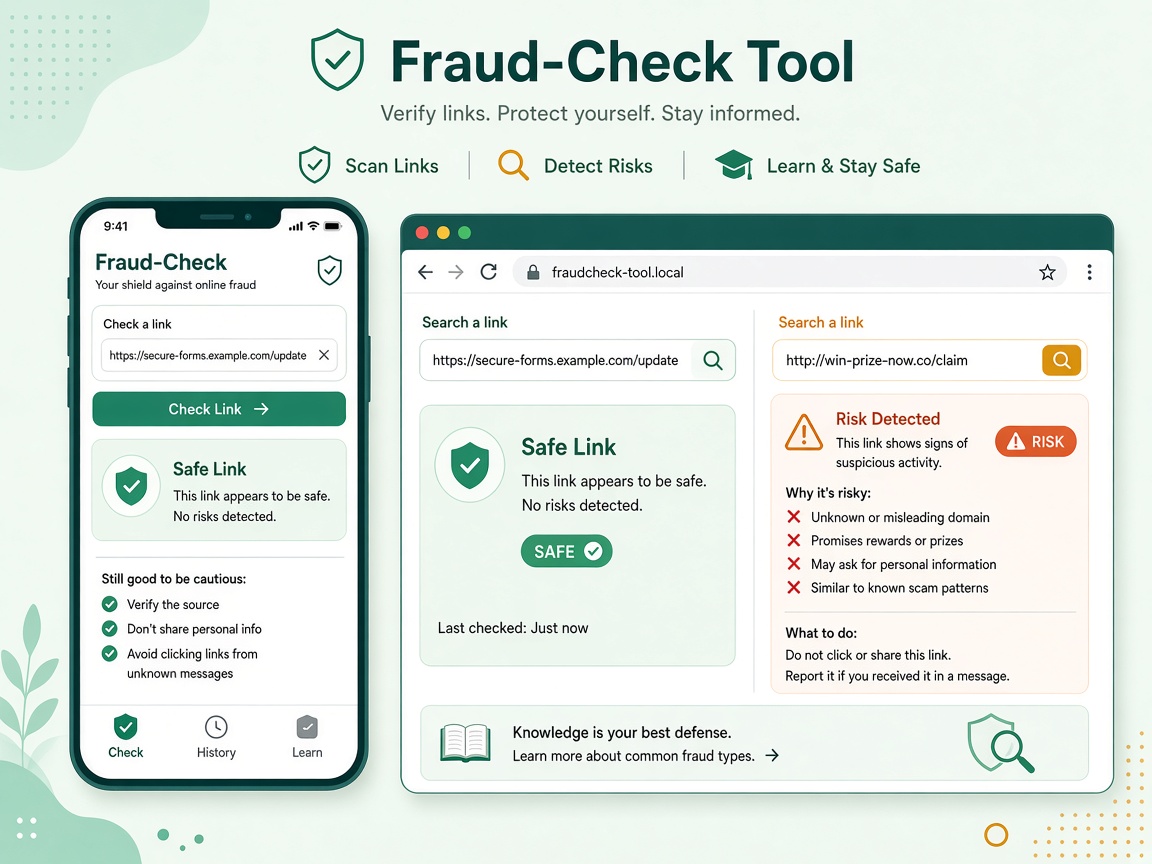 Fraud-Check Tool
Verify links. Protect yourself. Stay informed.
Scan Links
Detect Risks
Learn & Stay Safe
9:41
Fraud-Check
Your shield against online fraud
Check a link
https://secure-forms.example.com/update
Check Link
Safe Link
This link appears to be safe.
No risks detected.
Still good to be cautious:
Verify the source
Don't share personal info
Avoid clicking links from
unknown messages
Check
History
Learn
fraudcheck-tool.local
Search a link
https://secure-forms.example.com/update
Safe Link
This link appears to be safe.
No risks detected.
SAFE
Last checked: Just now
Search a link
http://win-prize-now.co/claim
Risk Detected
This link shows signs of
suspicious activity.
RISK
Why it's risky:
Unknown or misleading domain
Promises rewards or prizes
May ask for personal information
Similar to known scam patterns
What to do:
Do not click or share this link.
Report it if you received it in a message.
Knowledge is your best defense.
Learn more about common fraud types.